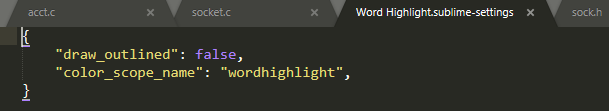 acct.c × socket.c × Word Highlight.sublime-settings × sock.h
{
"draw_outlined": false,
"color_scope_name": "wordhighlight",
}